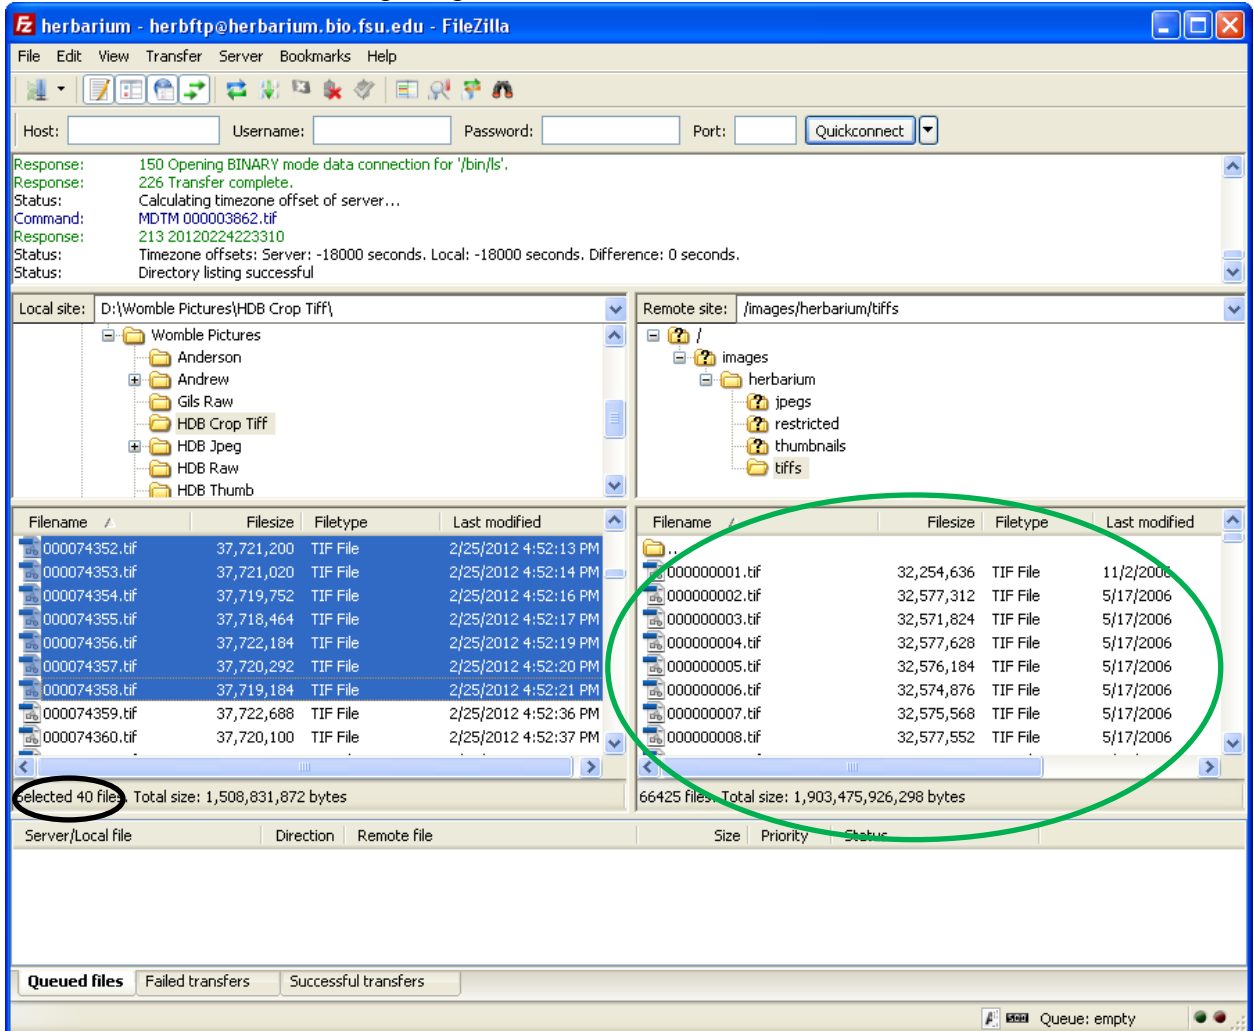 herbarium - herbftp@herbarium.bio.fsu.edu - FileZilla
File Edit View Transfer Server Bookmarks Help
Host: Username: Password: Port: Quickconnect
Response: 150 Opening BINARY mode data connection for '/bin/ls'.
Response: 226 Transfer complete.
Status: Calculating timezone offset of server...
Command: MDTM 000003862.tif
Response: 213 20120224223310
Status: Timezone offsets: Server: -18000 seconds. Local: -18000 seconds. Difference: 0 seconds.
Status: Directory listing successful
Local site: D:\Womble Pictures\HDB Crop Tiff\
Womble Pictures
Anderson
Andrew
Gils Raw
HDB Crop Tiff
HDB Jpeg
HDB Raw
HDB Thumb
Remote site: /images/herbarium/tiffs
/
images
herbarium
jpegs
restricted
thumbnails
tiffs
Filename Filesize Filetype Last modified
000074352.tif 37,721,200 TIF File 2/25/2012 4:52:13 PM
000074353.tif 37,721,020 TIF File 2/25/2012 4:52:14 PM
000074354.tif 37,719,752 TIF File 2/25/2012 4:52:16 PM
000074355.tif 37,718,464 TIF File 2/25/2012 4:52:17 PM
000074356.tif 37,722,184 TIF File 2/25/2012 4:52:19 PM
000074357.tif 37,720,292 TIF File 2/25/2012 4:52:20 PM
000074358.tif 37,719,184 TIF File 2/25/2012 4:52:21 PM
000074359.tif 37,722,688 TIF File 2/25/2012 4:52:36 PM
000074360.tif 37,720,100 TIF File 2/25/2012 4:52:37 PM
Selected 40 files. Total size: 1,508,831,872 bytes
Filename Filesize Filetype Last modified
..
000000001.tif 32,254,636 TIF File 11/2/2006
000000002.tif 32,577,312 TIF File 5/17/2006
000000003.tif 32,571,824 TIF File 5/17/2006
000000004.tif 32,577,628 TIF File 5/17/2006
000000005.tif 32,576,184 TIF File 5/17/2006
000000006.tif 32,574,876 TIF File 5/17/2006
000000007.tif 32,575,568 TIF File 5/17/2006
000000008.tif 32,577,552 TIF File 5/17/2006
66425 files. Total size: 1,903,475,926,298 bytes
Server/Local file Direction Remote file Size Priority Status
Queued files Failed transfers Successful transfers
Queue: empty